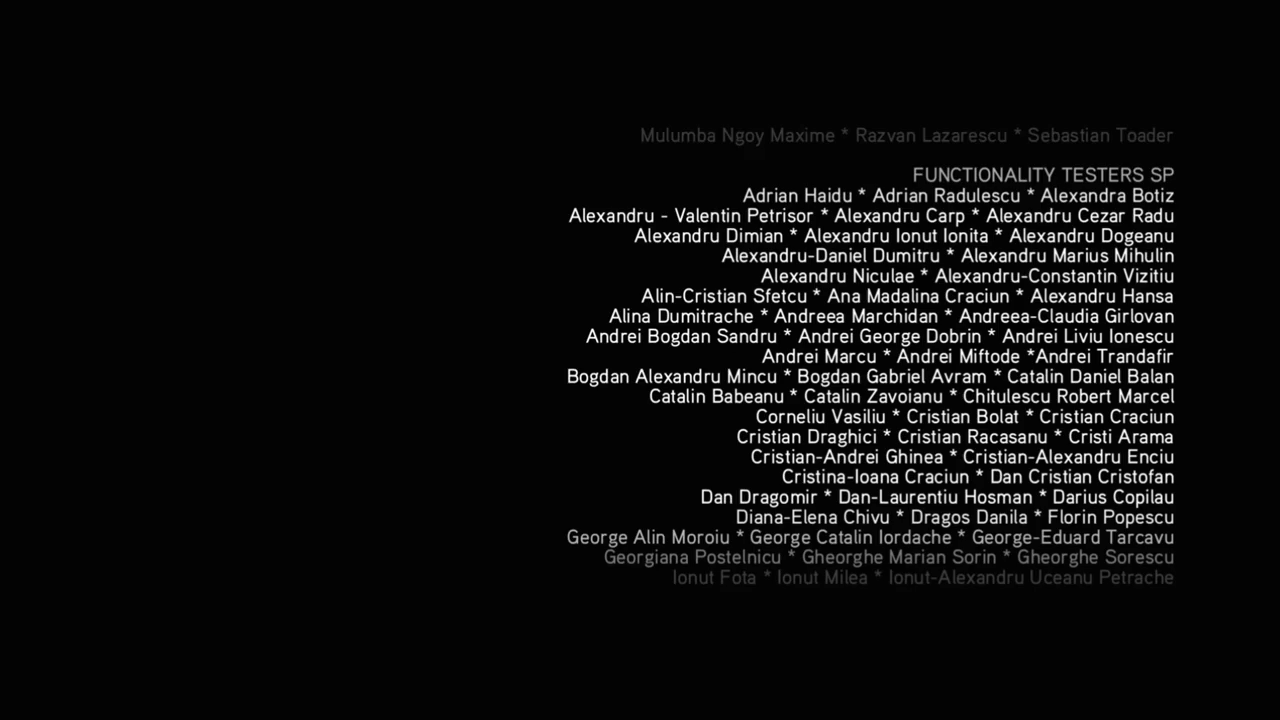 Mulumba Ngoy Maxime * Razvan Lazarescu * Sebastian Toader
FUNCTIONALITY TESTERS SP
Adrian Haidu * Adrian Radulescu * Alexandra Botiz
Alexandru - Valentin Petrisor * Alexandru Carp * Alexandru Cezar Radu
Alexandru Dimian * Alexandru Ionut Ionita * Alexandru Dogeanu
Alexandru-Daniel Dumitru * Alexandru Marius Mihulin
Alexandru Niculae * Alexandru-Constantin Vizitiu
Alin-Cristian Sfetcu * Ana Madalina Craciun * Alexandru Hansa
Alina Dumitrache * Andreea Marchidan * Andreea-Claudia Girlovan
Andrei Bogdan Sandru * Andrei George Dobrin * Andrei Liviu Ionescu
Andrei Marcu * Andrei Miftode *Andrei Trandafir
Bogdan Alexandru Mincu * Bogdan Gabriel Avram * Catalin Daniel Balan
Catalin Babeanu * Catalin Zavoianu * Chitulescu Robert Marcel
Corneliu Vasiliu * Cristian Bolat * Cristian Craciun
Cristian Draghici * Cristian Racasanu * Cristi Arama
Cristian-Andrei Ghinea * Cristian-Alexandru Enciu
Cristina-Ioana Craciun * Dan Cristian Cristofan
Dan Dragomir * Dan-Laurentiu Hosman * Darius Copilau
Diana-Elena Chivu * Dragos Danila * Florin Popescu
George Alin Moroiu * George Catalin Iordache * George-Eduard Tarcavu
Georgiana Postelnicu * Gheorghe Marian Sorin * Gheorghe Sorescu
Ionut Fota * Ionut Milea * Ionut-Alexandru Uceanu Petrache